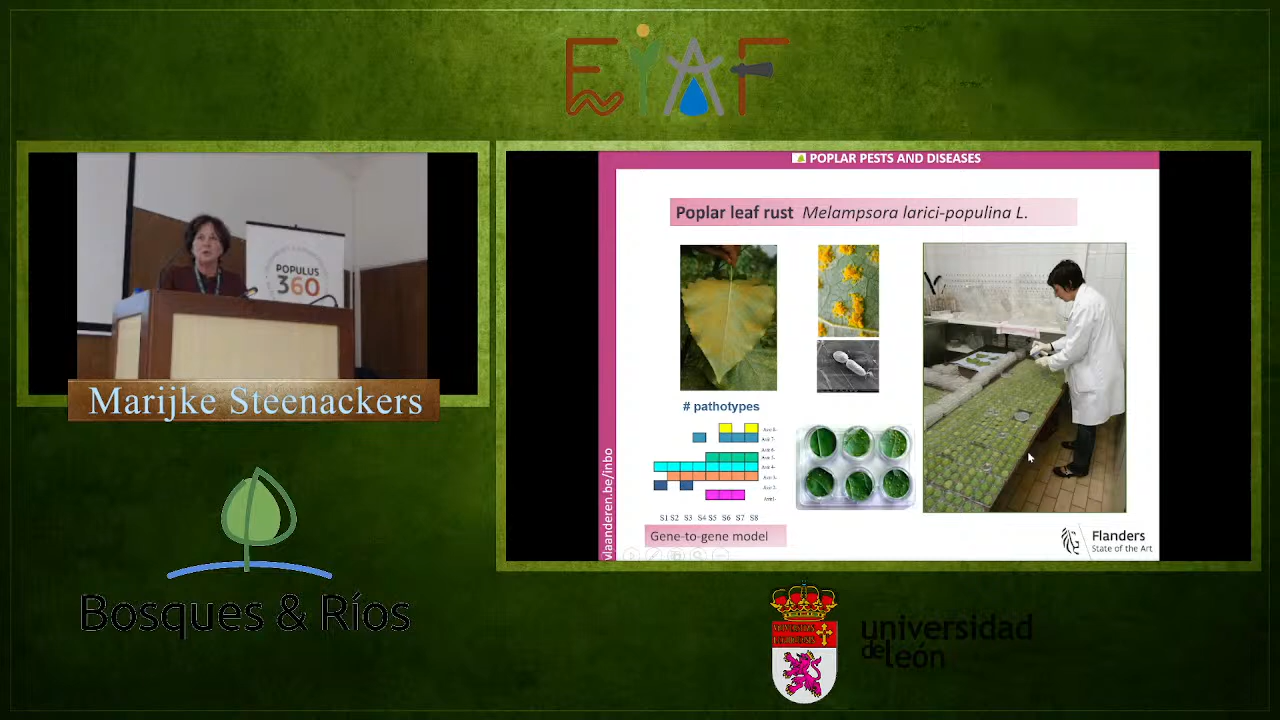 EIAF
POPULUS
360
Marijke Steenackers
Bosques & Ríos
POPLAR PESTS AND DISEASES
Poplar leaf rust Melampsora larici-populina L.
# pathotypes
S1 S2 S3 S4 S5 S6 S7 S8
Gene-to-gene model
vlaanderen.be/inbo
Flanders
State of the Art
universidad
de león